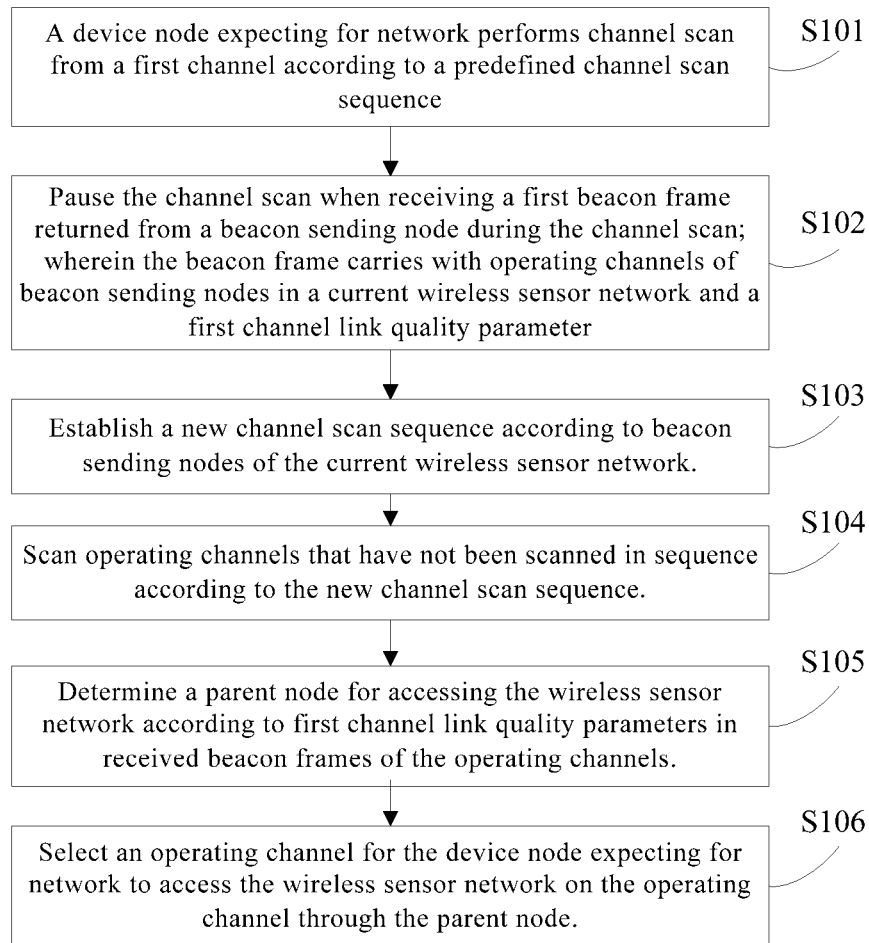 A device node expecting for network performs channel scan
from a first channel according to a predefined channel scan
sequence
S101
Pause the channel scan when receiving a first beacon frame
returned from a beacon sending node during the channel scan;
wherein the beacon frame carries with operating channels of
beacon sending nodes in a current wireless sensor network and a
first channel link quality parameter
S102
Establish a new channel scan sequence according to beacon
sending nodes of the current wireless sensor network.
S103
Scan operating channels that have not been scanned in sequence
according to the new channel scan sequence.
S104
Determine a parent node for accessing the wireless sensor
network according to first channel link quality parameters in
received beacon frames of the operating channels.
S105
Select an operating channel for the device node expecting for
network to access the wireless sensor network on the operating
channel through the parent node.
S106